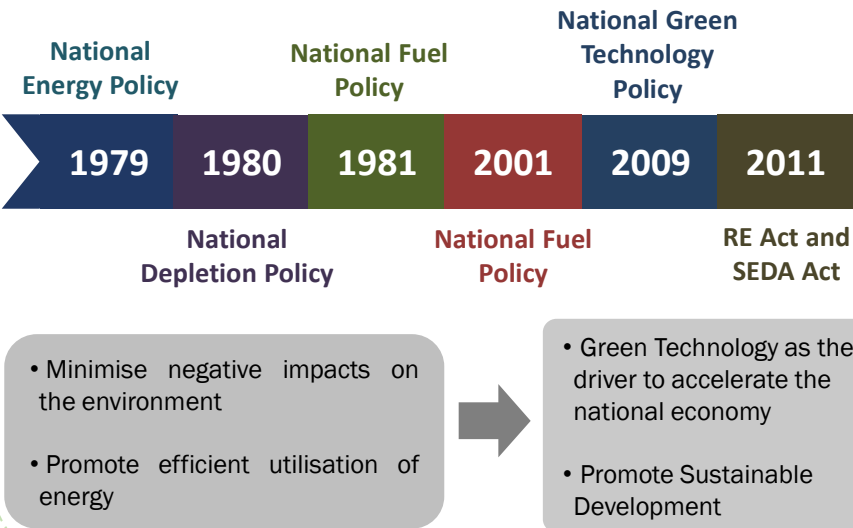 National
Energy Policy
National Fuel
Policy
National Green
Technology
Policy
1979
1980
1981
2001
2009
2011
National
Depletion Policy
National Fuel
Policy
RE Act and
SEDA Act
• Minimise negative impacts on
the environment
• Promote efficient utilisation of
energy
• Green Technology as the
driver to accelerate the
national economy
• Promote Sustainable
Development